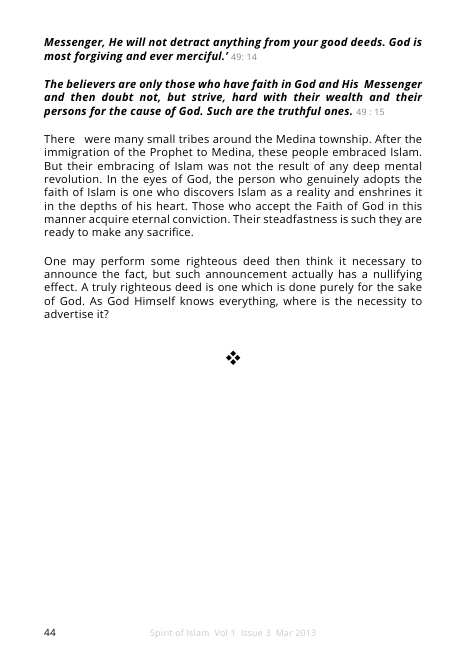 Messenger, He will not detract anything from your good deeds. God is
most forgiving and ever merciful.’ 49: 14
The believers are only those who have faith in God and His Messenger
and then doubt not, but strive, hard with their wealth and their
persons for the cause of God. Such are the truthful ones. 49 : 15
There were many small tribes around the Medina township. After the
immigration of the Prophet to Medina, these people embraced Islam.
But their embracing of Islam was not the result of any deep mental
revolution. In the eyes of God, the person who genuinely adopts the
faith of Islam is one who discovers Islam as a reality and enshrines it
in the depths of his heart. Those who accept the Faith of God in this
manner acquire eternal conviction. Their steadfastness is such they are
ready to make any sacrifice.
One may perform some righteous deed then think it necessary to
announce the fact, but such announcement actually has a nullifying
effect. A truly righteous deed is one which is done purely for the sake
of God. As God Himself knows everything, where is the necessity to
advertise it?
44 Spirit of Islam Vol 1 Issue 3 Mar 2013